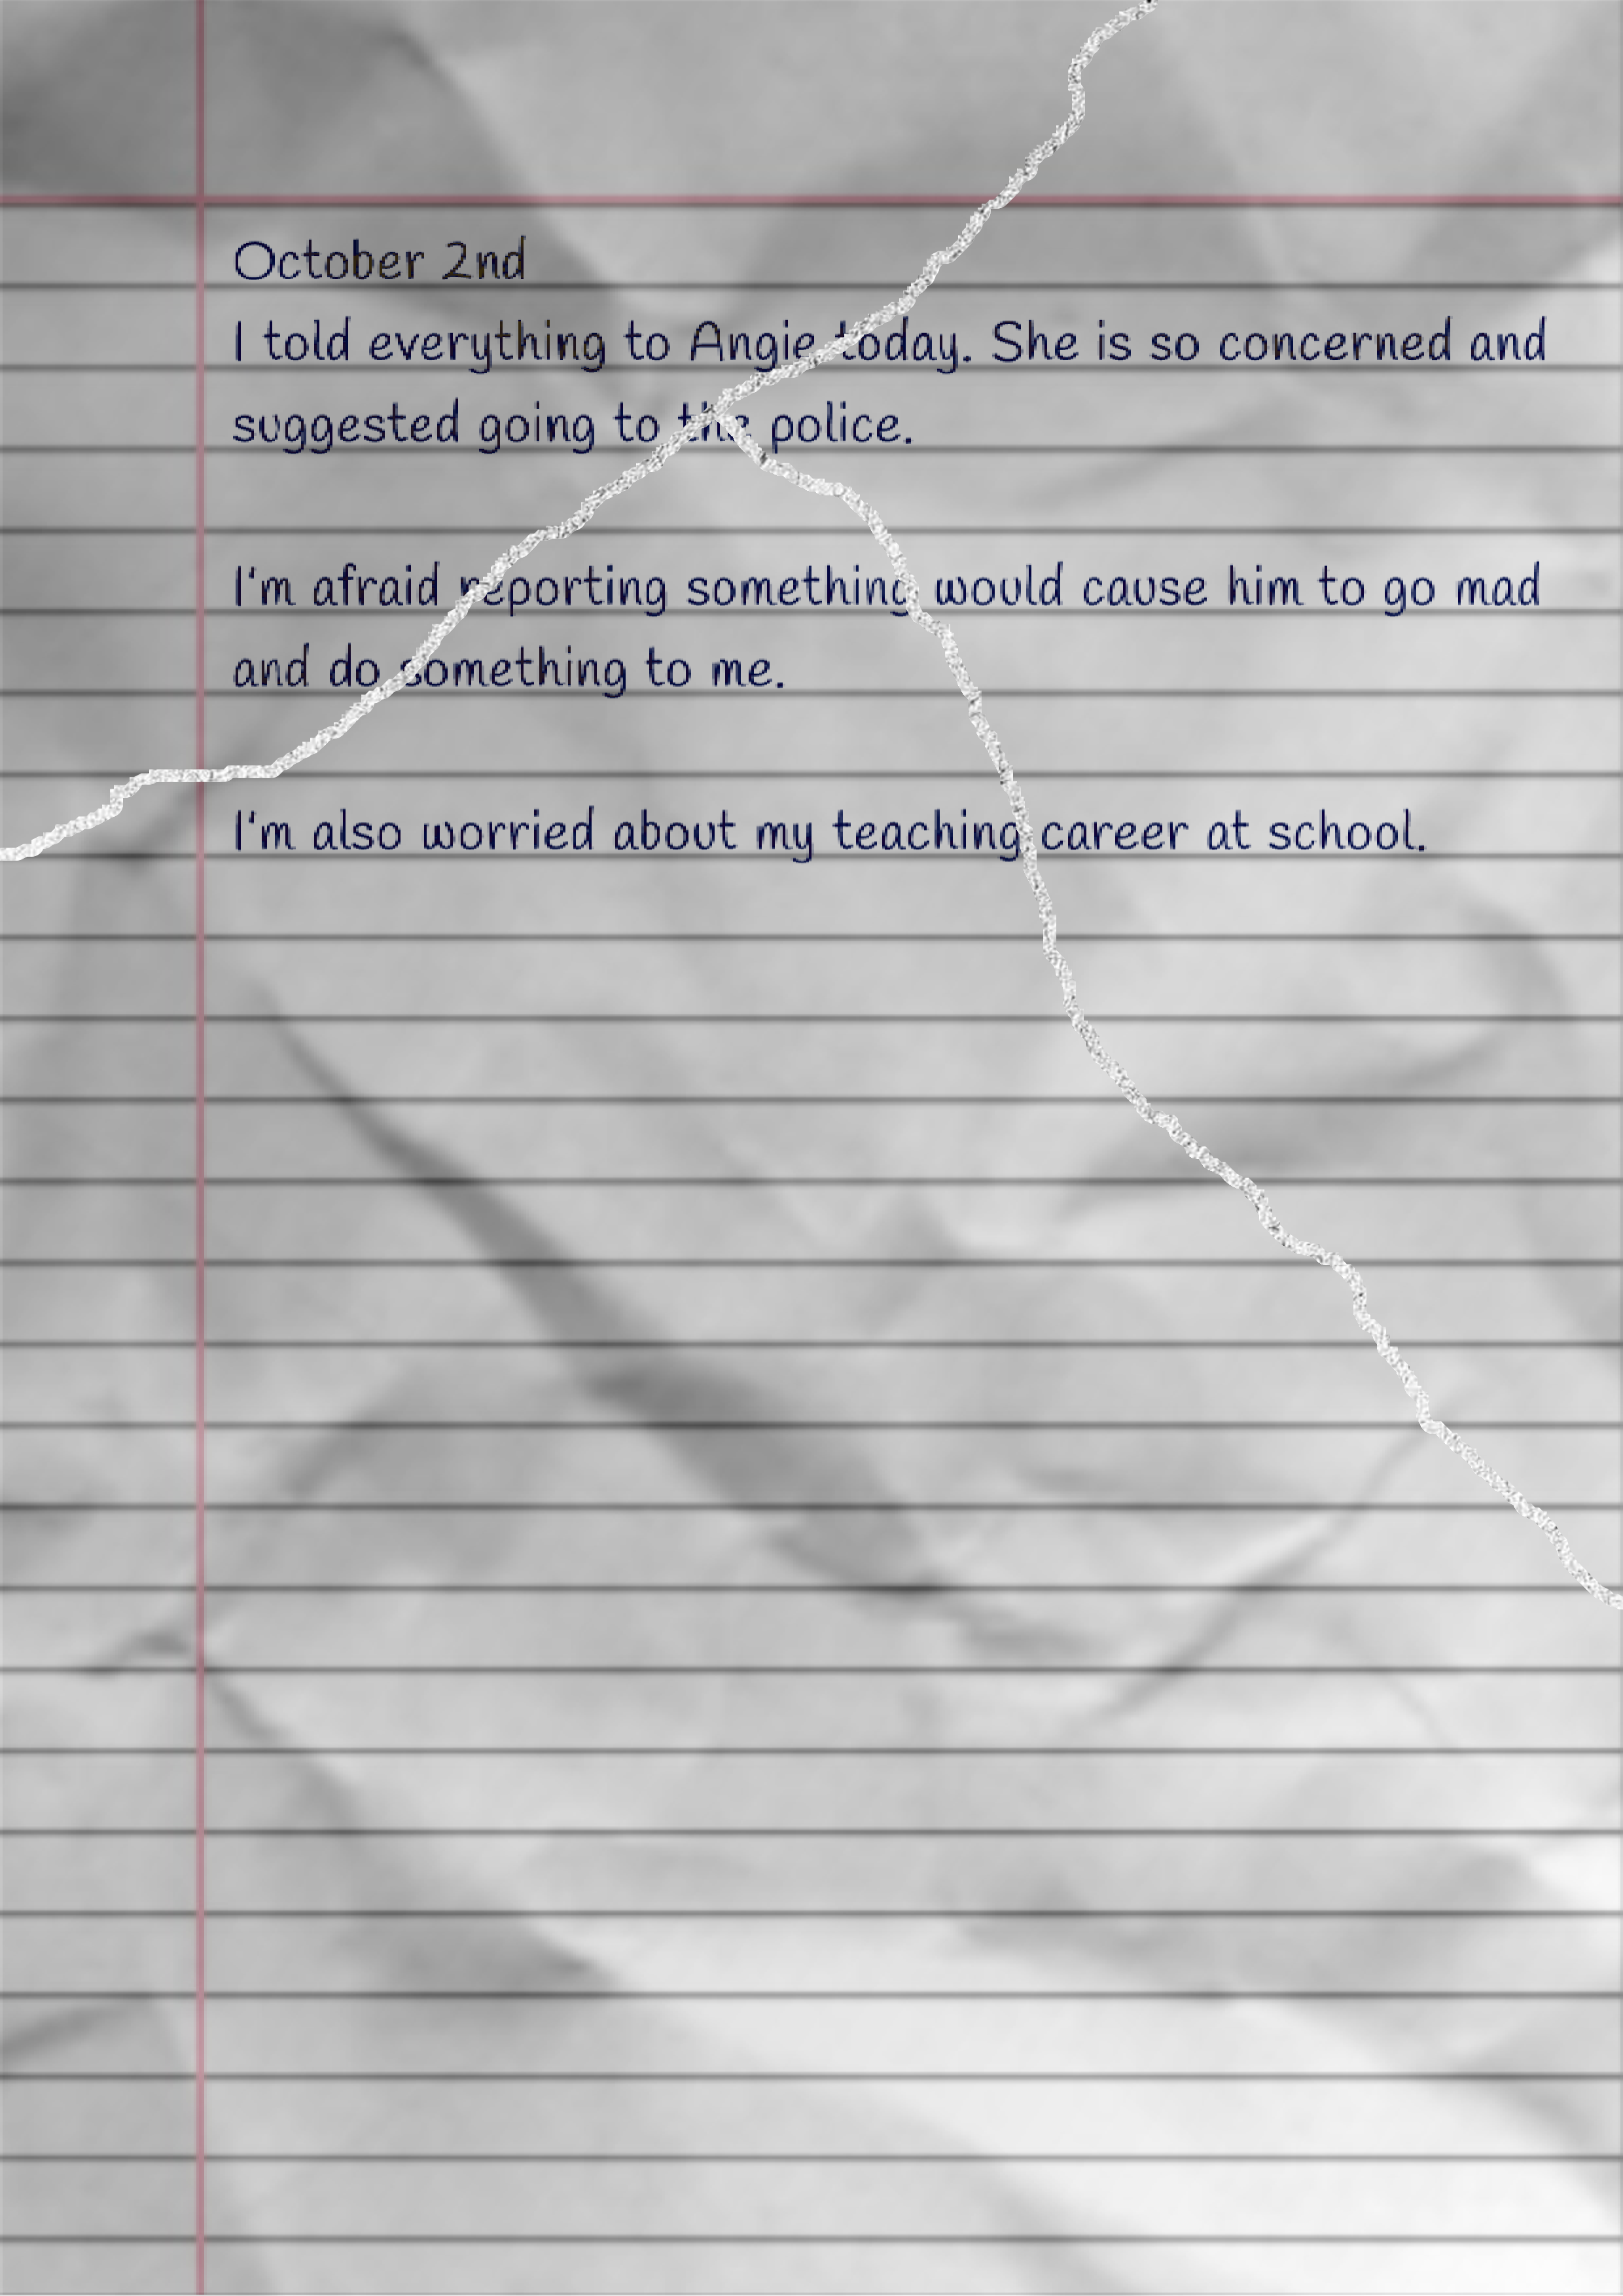 October 2nd
I told everything to Angie today. She is so concerned and
suggested going to the police.
I'm afraid reporting something would cause him to go mad
and do something to me.
I'm also worried about my teaching career at school.